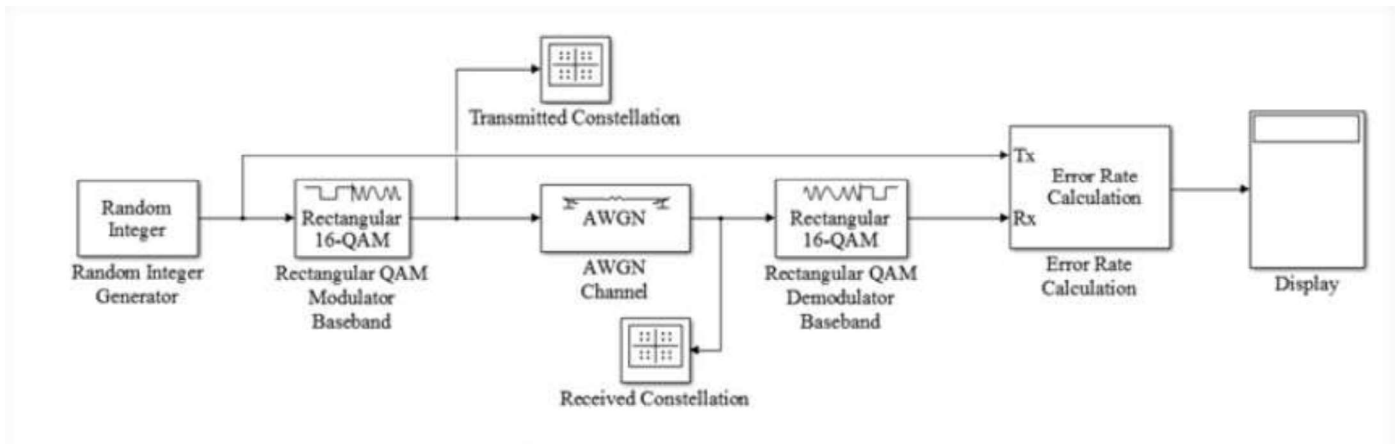 Transmitted Constellation
Random
Integer
Random Integer
Generator
Rectangular
16-QAM
Rectangular QAM
Modulator
Baseband
AWGN
AWGN
Channel
Received Constellation
Rectangular
16-QAM
Rectangular QAM
Demodulator
Baseband
Tx
Rx
Error Rate
Calculation
Error Rate
Calculation
Display